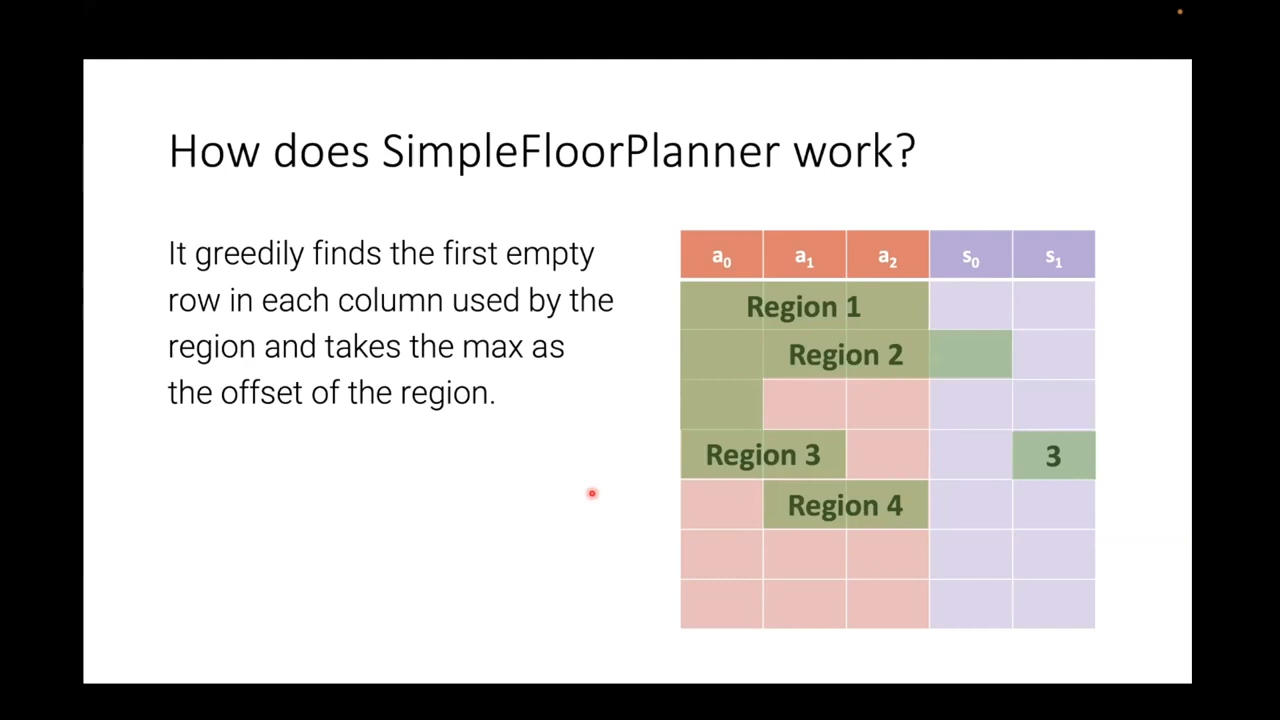 How does SimpleFloorPlanner work?
It greedily finds the first empty
row in each column used by the
region and takes the max as
the offset of the region.
a₀ a₁ a₂ s₀ s₁
Region 1
Region 2
Region 3 3
Region 4